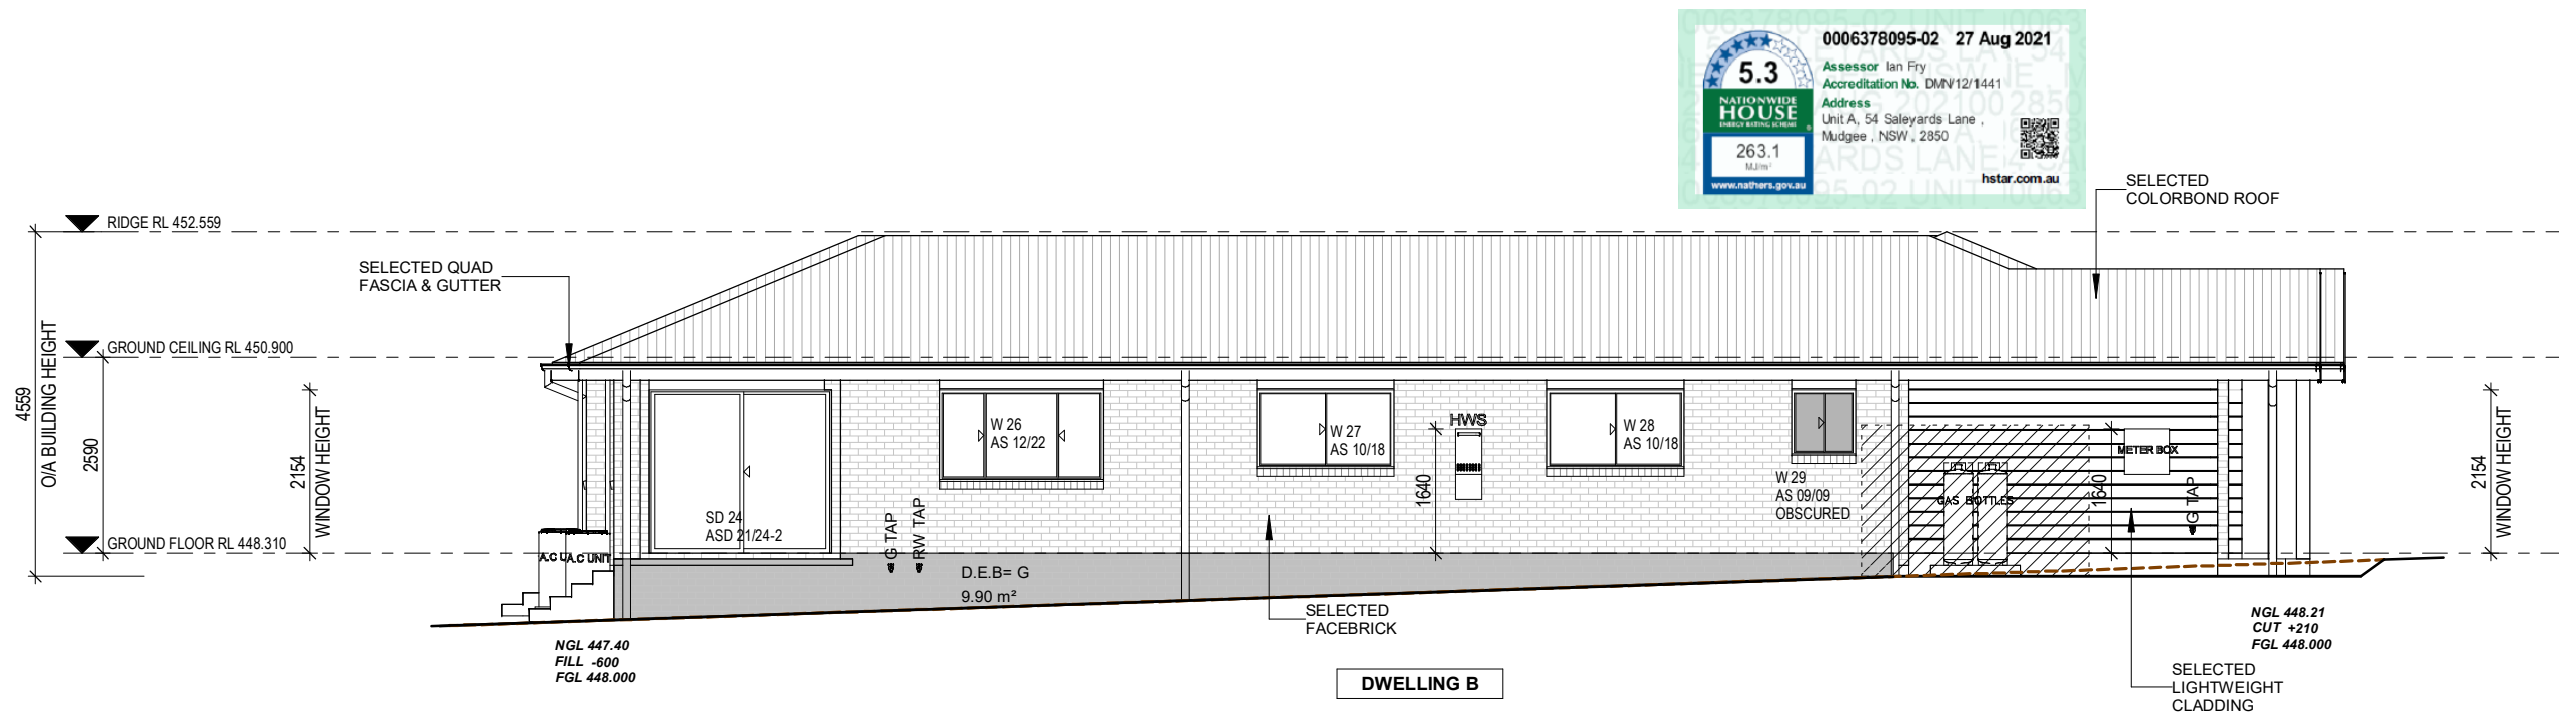 0006378095-02 27 Aug 2021
5.3
Assessor Ian Fry
Accreditation No. DMN/12/1441
NATIONWIDE
HOUSE
ENERGY RATING SCHEME
Address
Unit A, 54 Saleyards Lane ,
Mudgee , NSW , 2850
263.1
MJ/m²
www.nathers.gov.au
hstar.com.au
SELECTED
COLORBOND ROOF
RIDGE RL 452.559
SELECTED QUAD
FASCIA & GUTTER
GROUND CEILING RL 450.900
4559
O/A BUILDING HEIGHT
2590
2154
WINDOW HEIGHT
GROUND FLOOR RL 448.310
A.C UNIT
SD 24
ASD 21/24-2
G TAP
RW TAP
W 26
AS 12/22
W 27
AS 10/18
HWS
1640
W 28
AS 10/18
W 29
AS 09/09
OBSCURED
GAS BOTTLES
1640
METER BOX
G TAP
2154
WINDOW HEIGHT
D.E.B= G
9.90 m²
SELECTED
FACEBRICK
NGL 447.40
FILL -600
FGL 448.000
NGL 448.21
CUT +210
FGL 448.000
SELECTED
LIGHTWEIGHT
CLADDING
DWELLING B